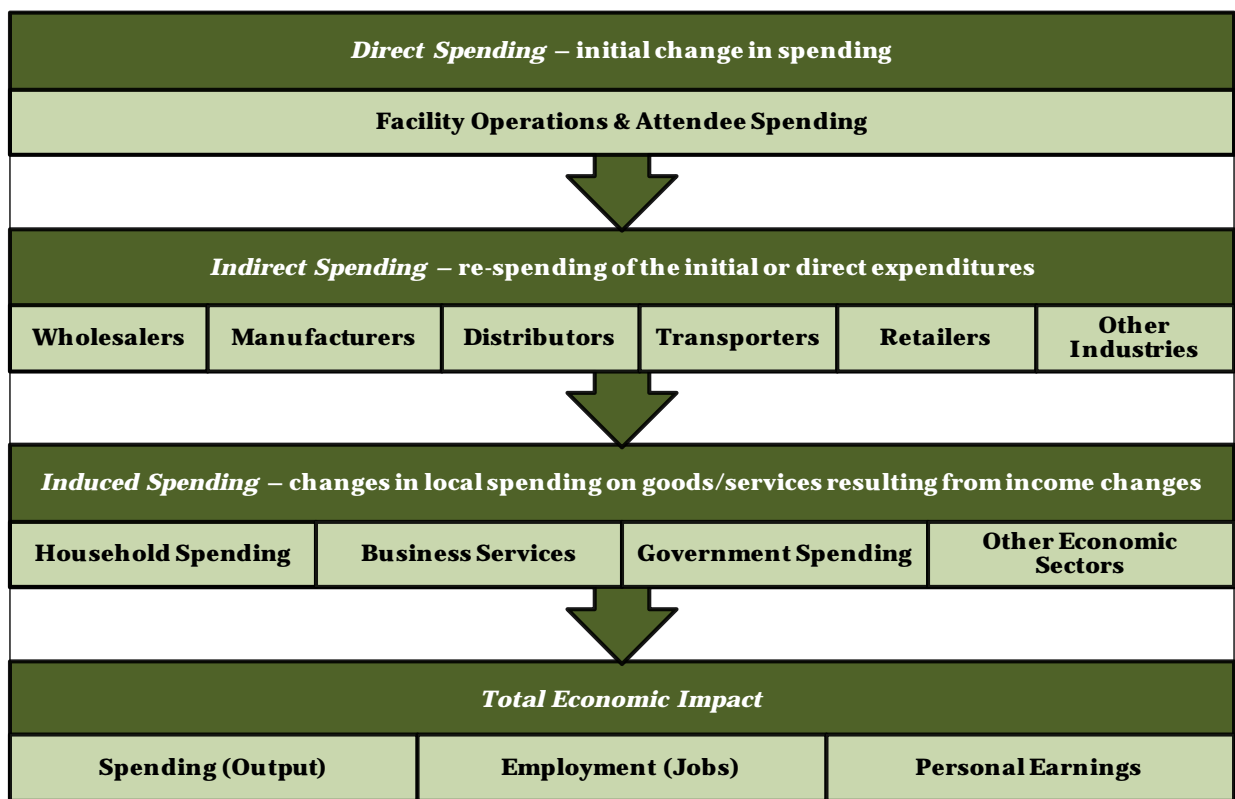 Direct Spending – initial change in spending
Facility Operations & Attendee Spending
Indirect Spending – re-spending of the initial or direct expenditures
Wholesalers
Manufacturers
Distributors
Transporters
Retailers
Other
Industries
Induced Spending – changes in local spending on goods/services resulting from income changes
Household Spending
Business Services
Government Spending
Other Economic
Sectors
Total Economic Impact
Spending (Output)
Employment (Jobs)
Personal Earnings